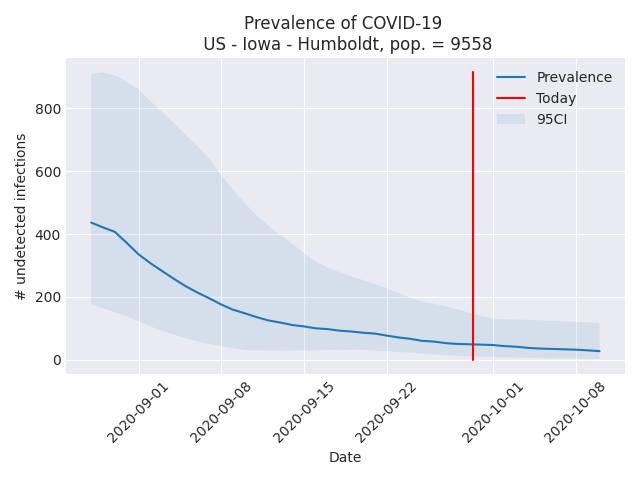 Prevalence of COVID-19
US - Iowa - Humboldt, pop. = 9558
Prevalence
Today
95CI
# undetected infections
800
600
400
200
0
2020-09-01
2020-09-08
2020-09-15
2020-09-22
2020-10-01
2020-10-08
Date